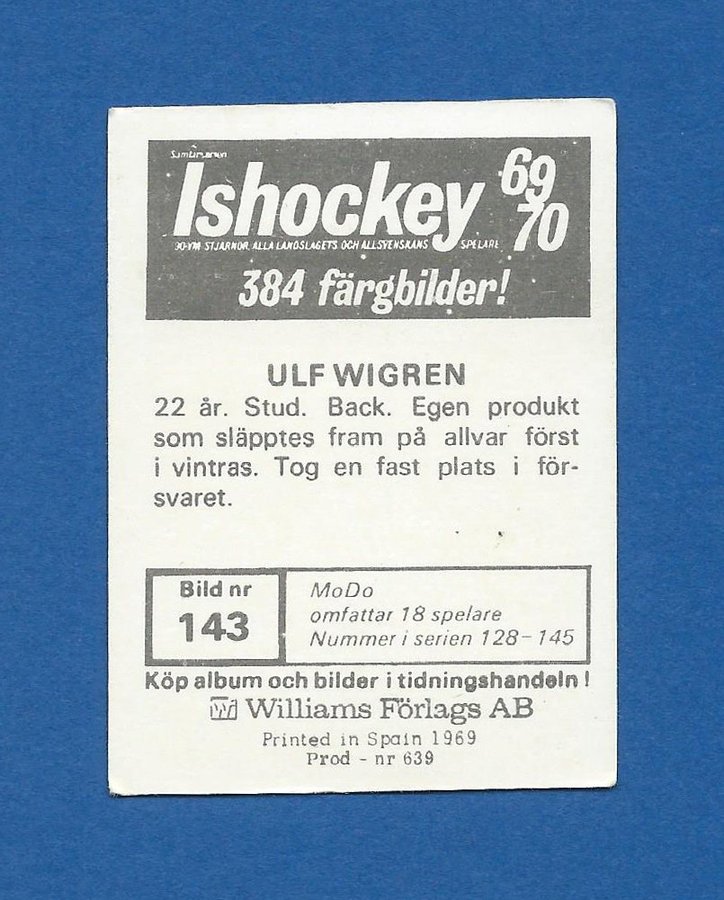 Samlarserien
Ishockey 69
70
30-VM STJÄRNOR, ALLA LANDSLAGETS OCH ALLSVENSKANS SPELARE
384 färgbilder!
ULF WIGREN
22 år. Stud. Back. Egen produkt
som släpptes fram på allvar först
i vintras. Tog en fast plats i för-
svaret.
Bild nr
143
MoDo
omfattar 18 spelare
Nummer i serien 128-145
Köp album och bilder i tidningshandeln!
Williams Förlags AB
Printed in Spain 1969
Prod - nr 639